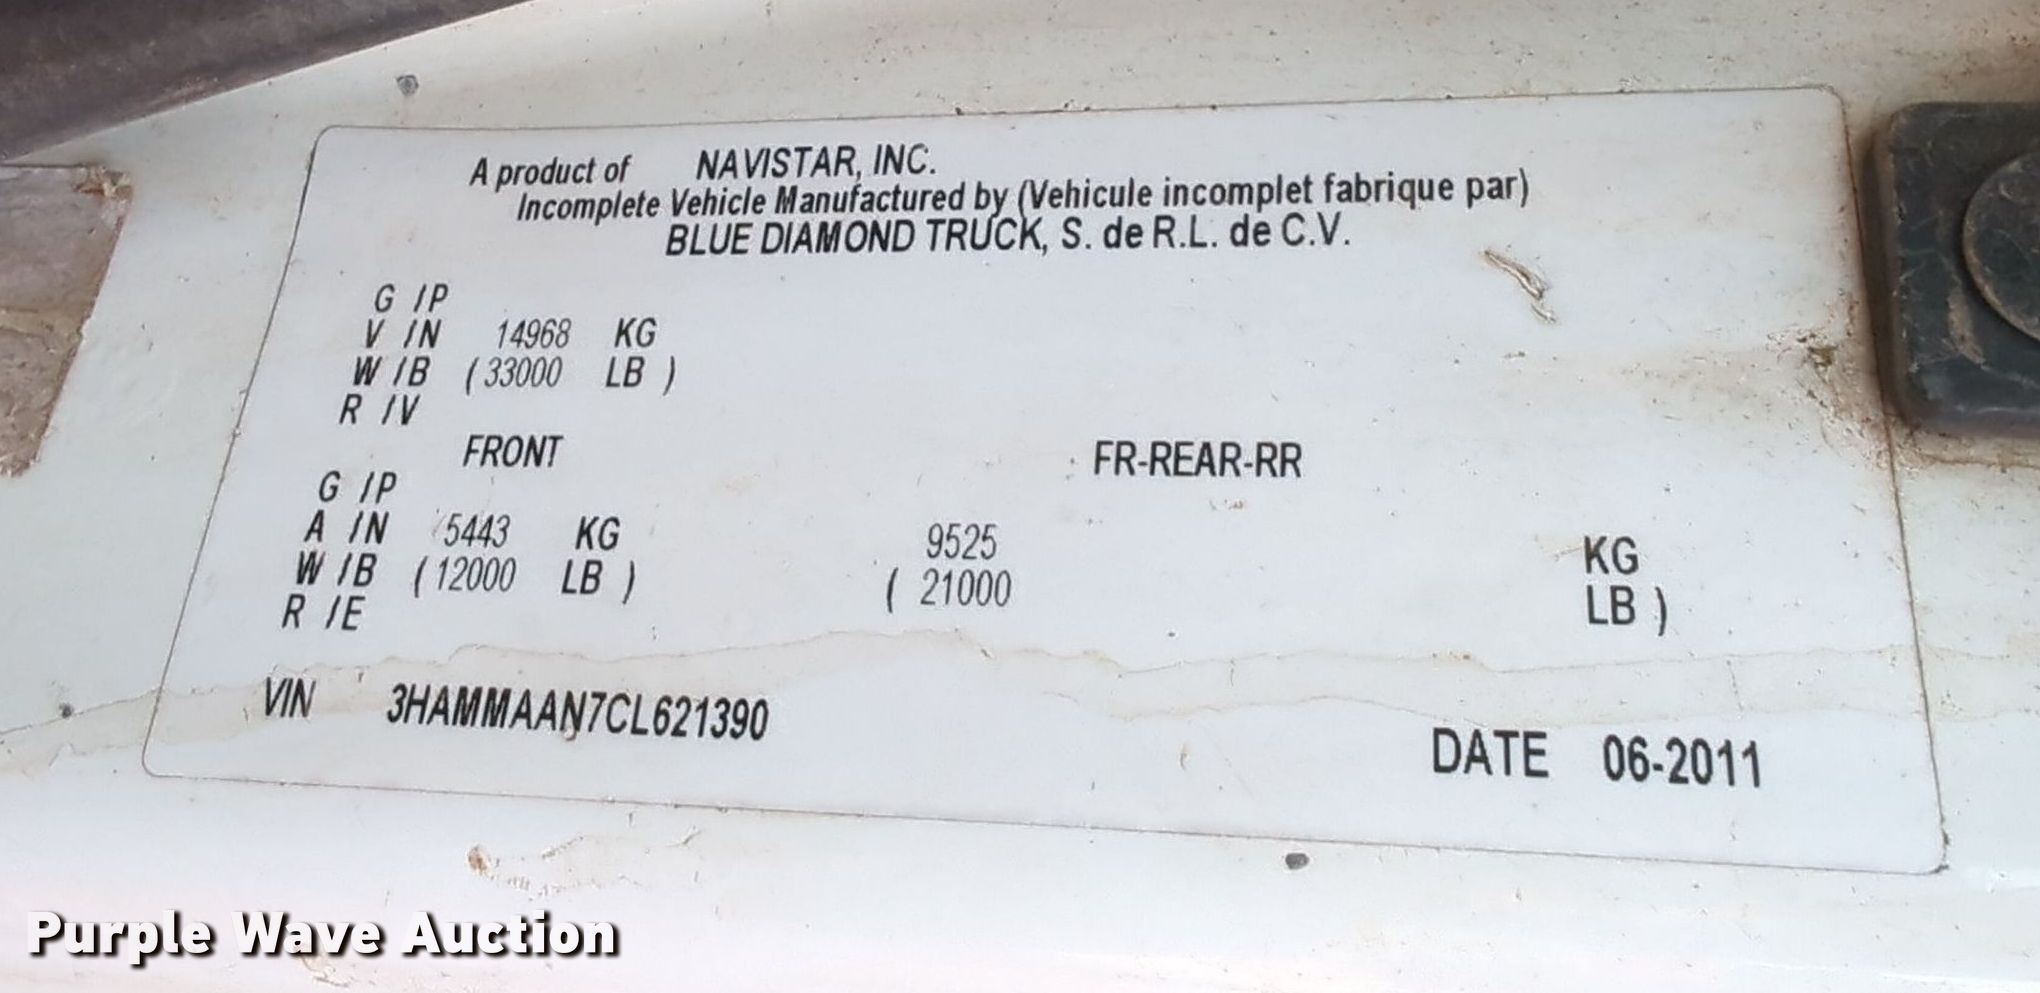 A product of NAVISTAR, INC.
Incomplete Vehicle Manufactured by (Vehicule incomplet fabrique par)
BLUE DIAMOND TRUCK, S. de R.L. de C.V.
G /P
V /N 14968 KG
W /B ( 33000 LB )
R /V
FRONT FR-REAR-RR
G /P
A /N 5443 KG 9525 KG
W /B ( 12000 LB ) ( 21000 LB )
R /E
VIN 3HAMMAAN7CL621390
DATE 06-2011
Purple Wave Auction